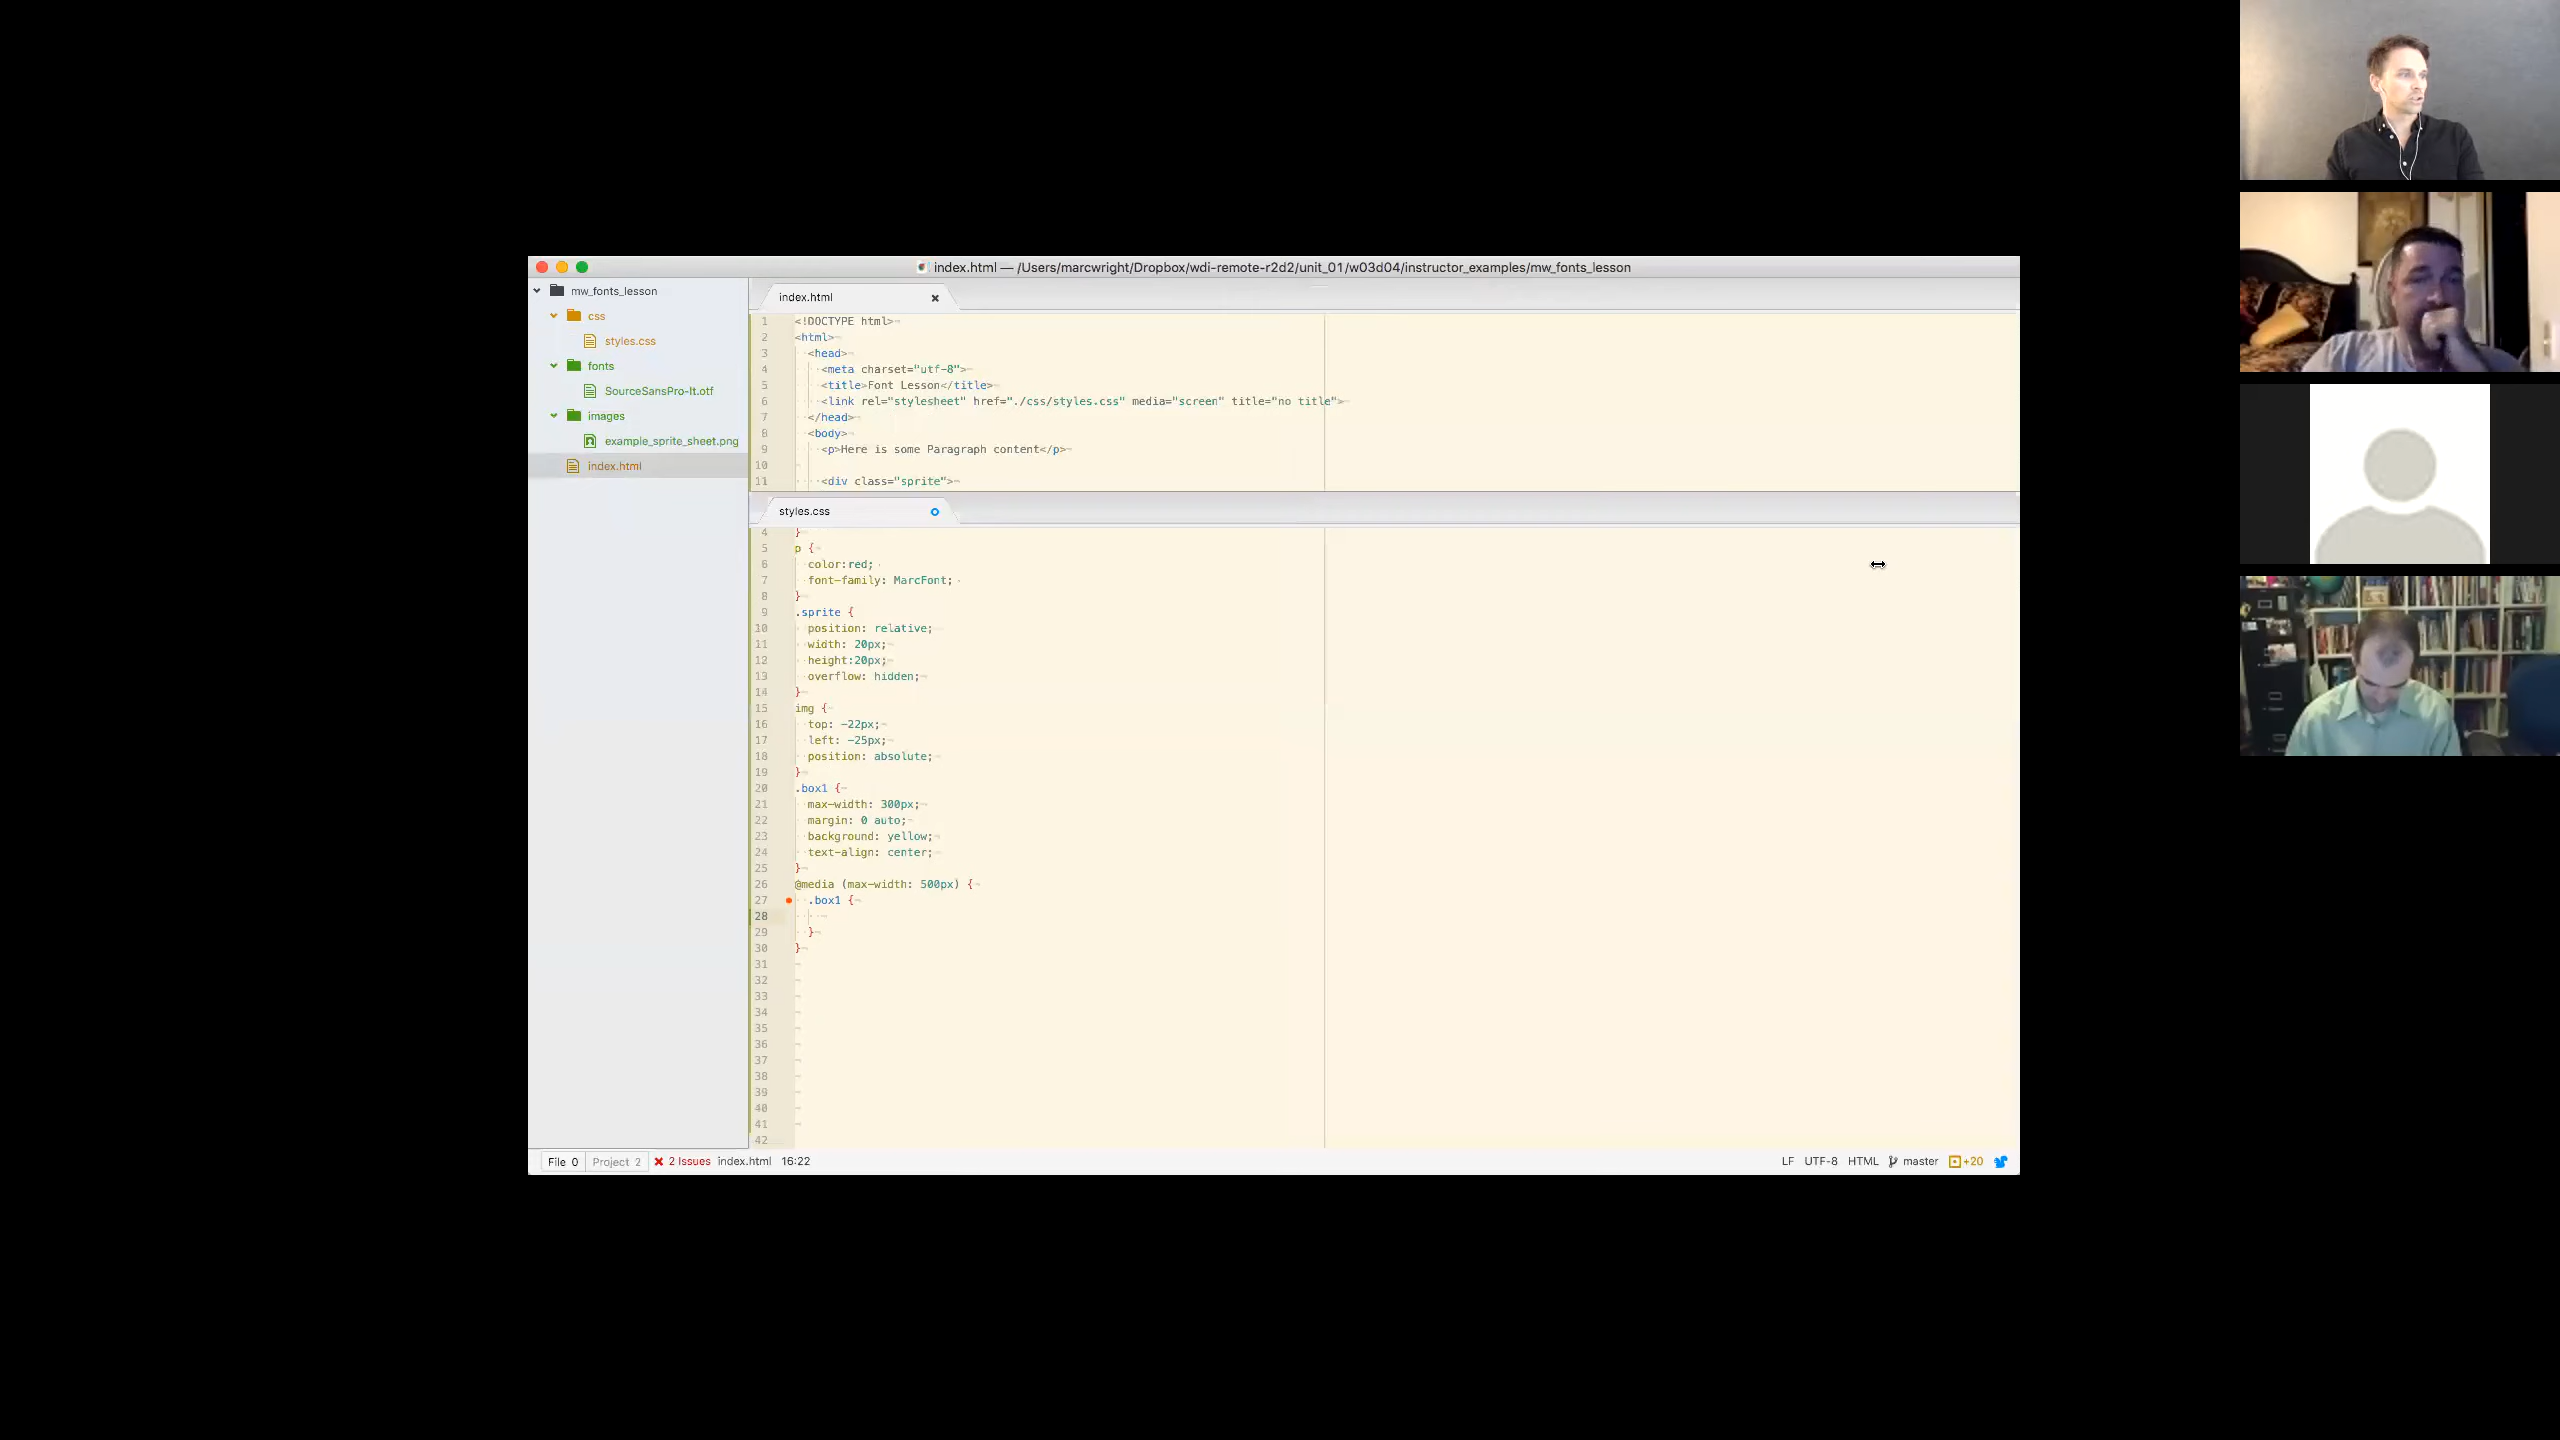 index.html — /Users/marcwright/Dropbox/wdi-remote-r2d2/unit_01/w03d04/instructor_examples/mw_fonts_lesson
mw_fonts_lesson
css
styles.css
fonts
SourceSansPro-It.otf
images
example_sprite_sheet.png
index.html
index.html
1 <!DOCTYPE html>
2 <html>
3 <head>
4 <meta charset="utf-8">
5 <title>Font Lesson</title>
6 <link rel="stylesheet" href="./css/styles.css" media="screen" title="no title">
7 </head>
8 <body>
9 <p>Here is some Paragraph content</p>
10
11 <div class="sprite">
styles.css
4 }
5 p {
6 color:red;
7 font-family: MarcFont;
8 }
9 .sprite {
10 position: relative;
11 width: 20px;
12 height:20px;
13 overflow: hidden;
14 }
15 img {
16 top: -22px;
17 left: -25px;
18 position: absolute;
19 }
20 .box1 {
21 max-width: 300px;
22 margin: 0 auto;
23 background: yellow;
24 text-align: center;
25 }
26 @media (max-width: 500px) {
27 .box1 {
28
29 }
30 }
31
32
33
34
35
36
37
38
39
40
41
42
File 0 Project 2 2 Issues index.html 16:22 LF UTF-8 HTML master +20